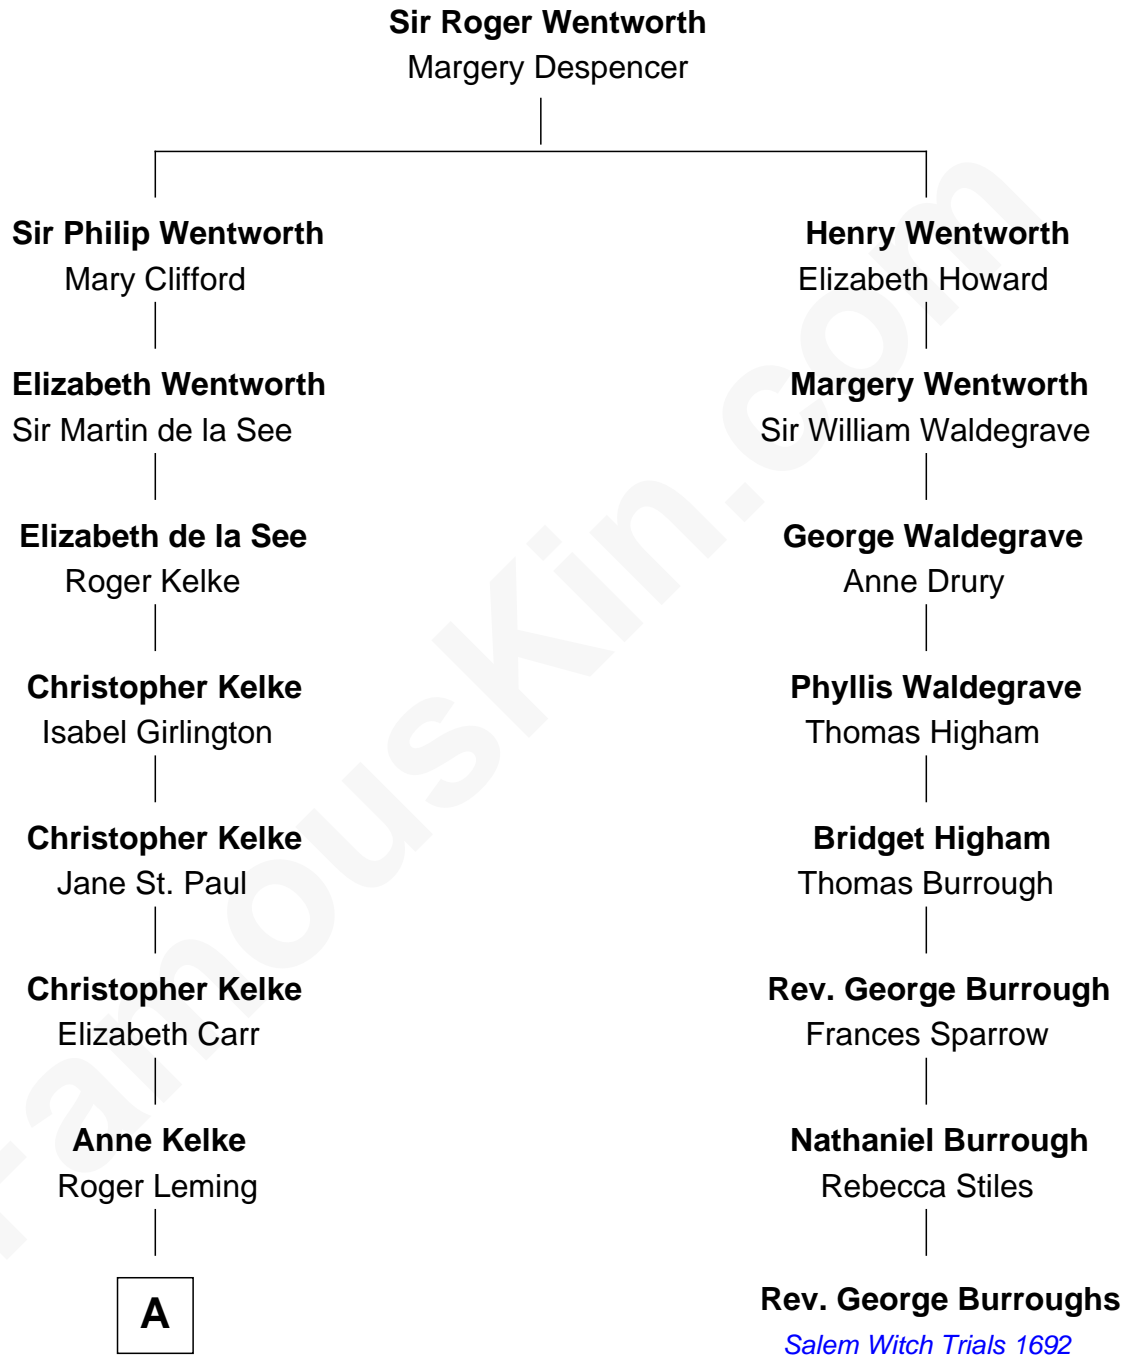 Sir Roger Wentworth
Margery Despencer
Sir Philip Wentworth
Mary Clifford
Elizabeth Wentworth
Sir Martin de la See
Elizabeth de la See
Roger Kelke
Christopher Kelke
Isabel Girlington
Christopher Kelke
Jane St. Paul
Christopher Kelke
Elizabeth Carr
Anne Kelke
Roger Leming
A
Henry Wentworth
Elizabeth Howard
Margery Wentworth
Sir William Waldegrave
George Waldegrave
Anne Drury
Phyllis Waldegrave
Thomas Higham
Bridget Higham
Thomas Burrough
Rev. George Burrough
Frances Sparrow
Nathaniel Burrough
Rebecca Stiles
Rev. George Burroughs
Salem Witch Trials 1692
FamousKin.com